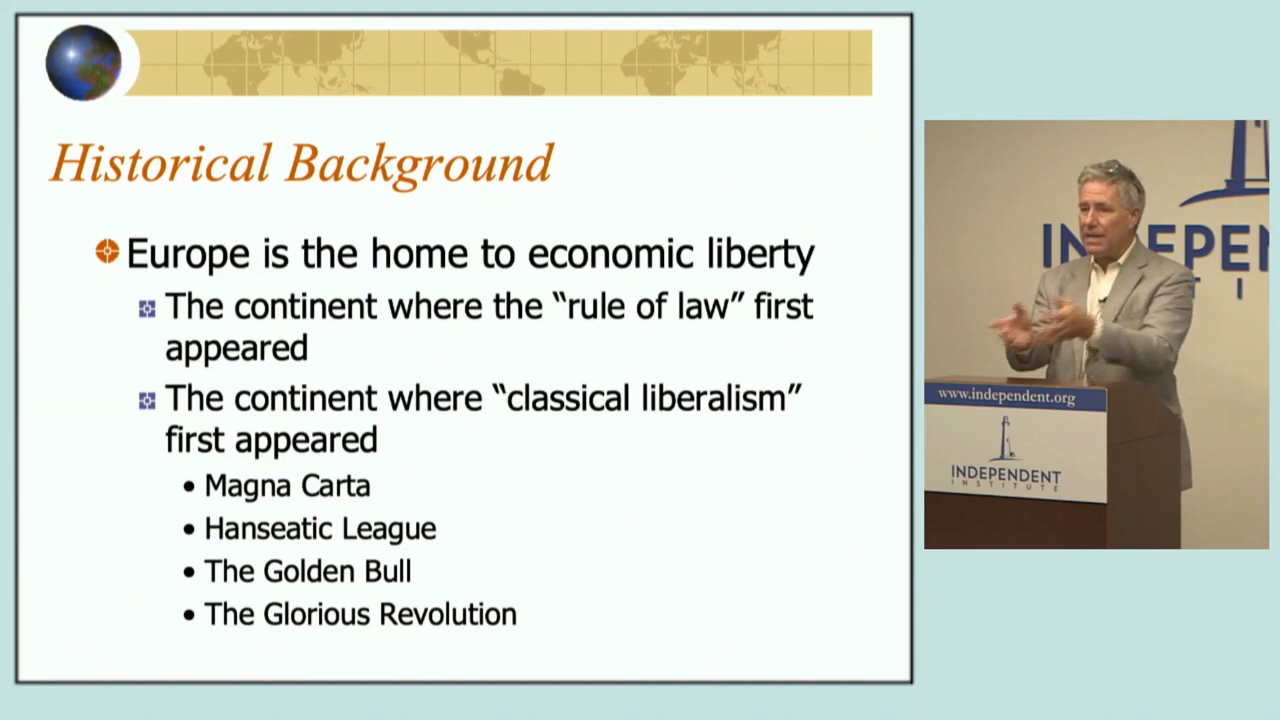 Historical Background
Europe is the home to economic liberty
The continent where the “rule of law” first
appeared
The continent where “classical liberalism”
first appeared
• Magna Carta
• Hanseatic League
• The Golden Bull
• The Glorious Revolution
www.independent.org
INDEPENDENT
INSTITUTE